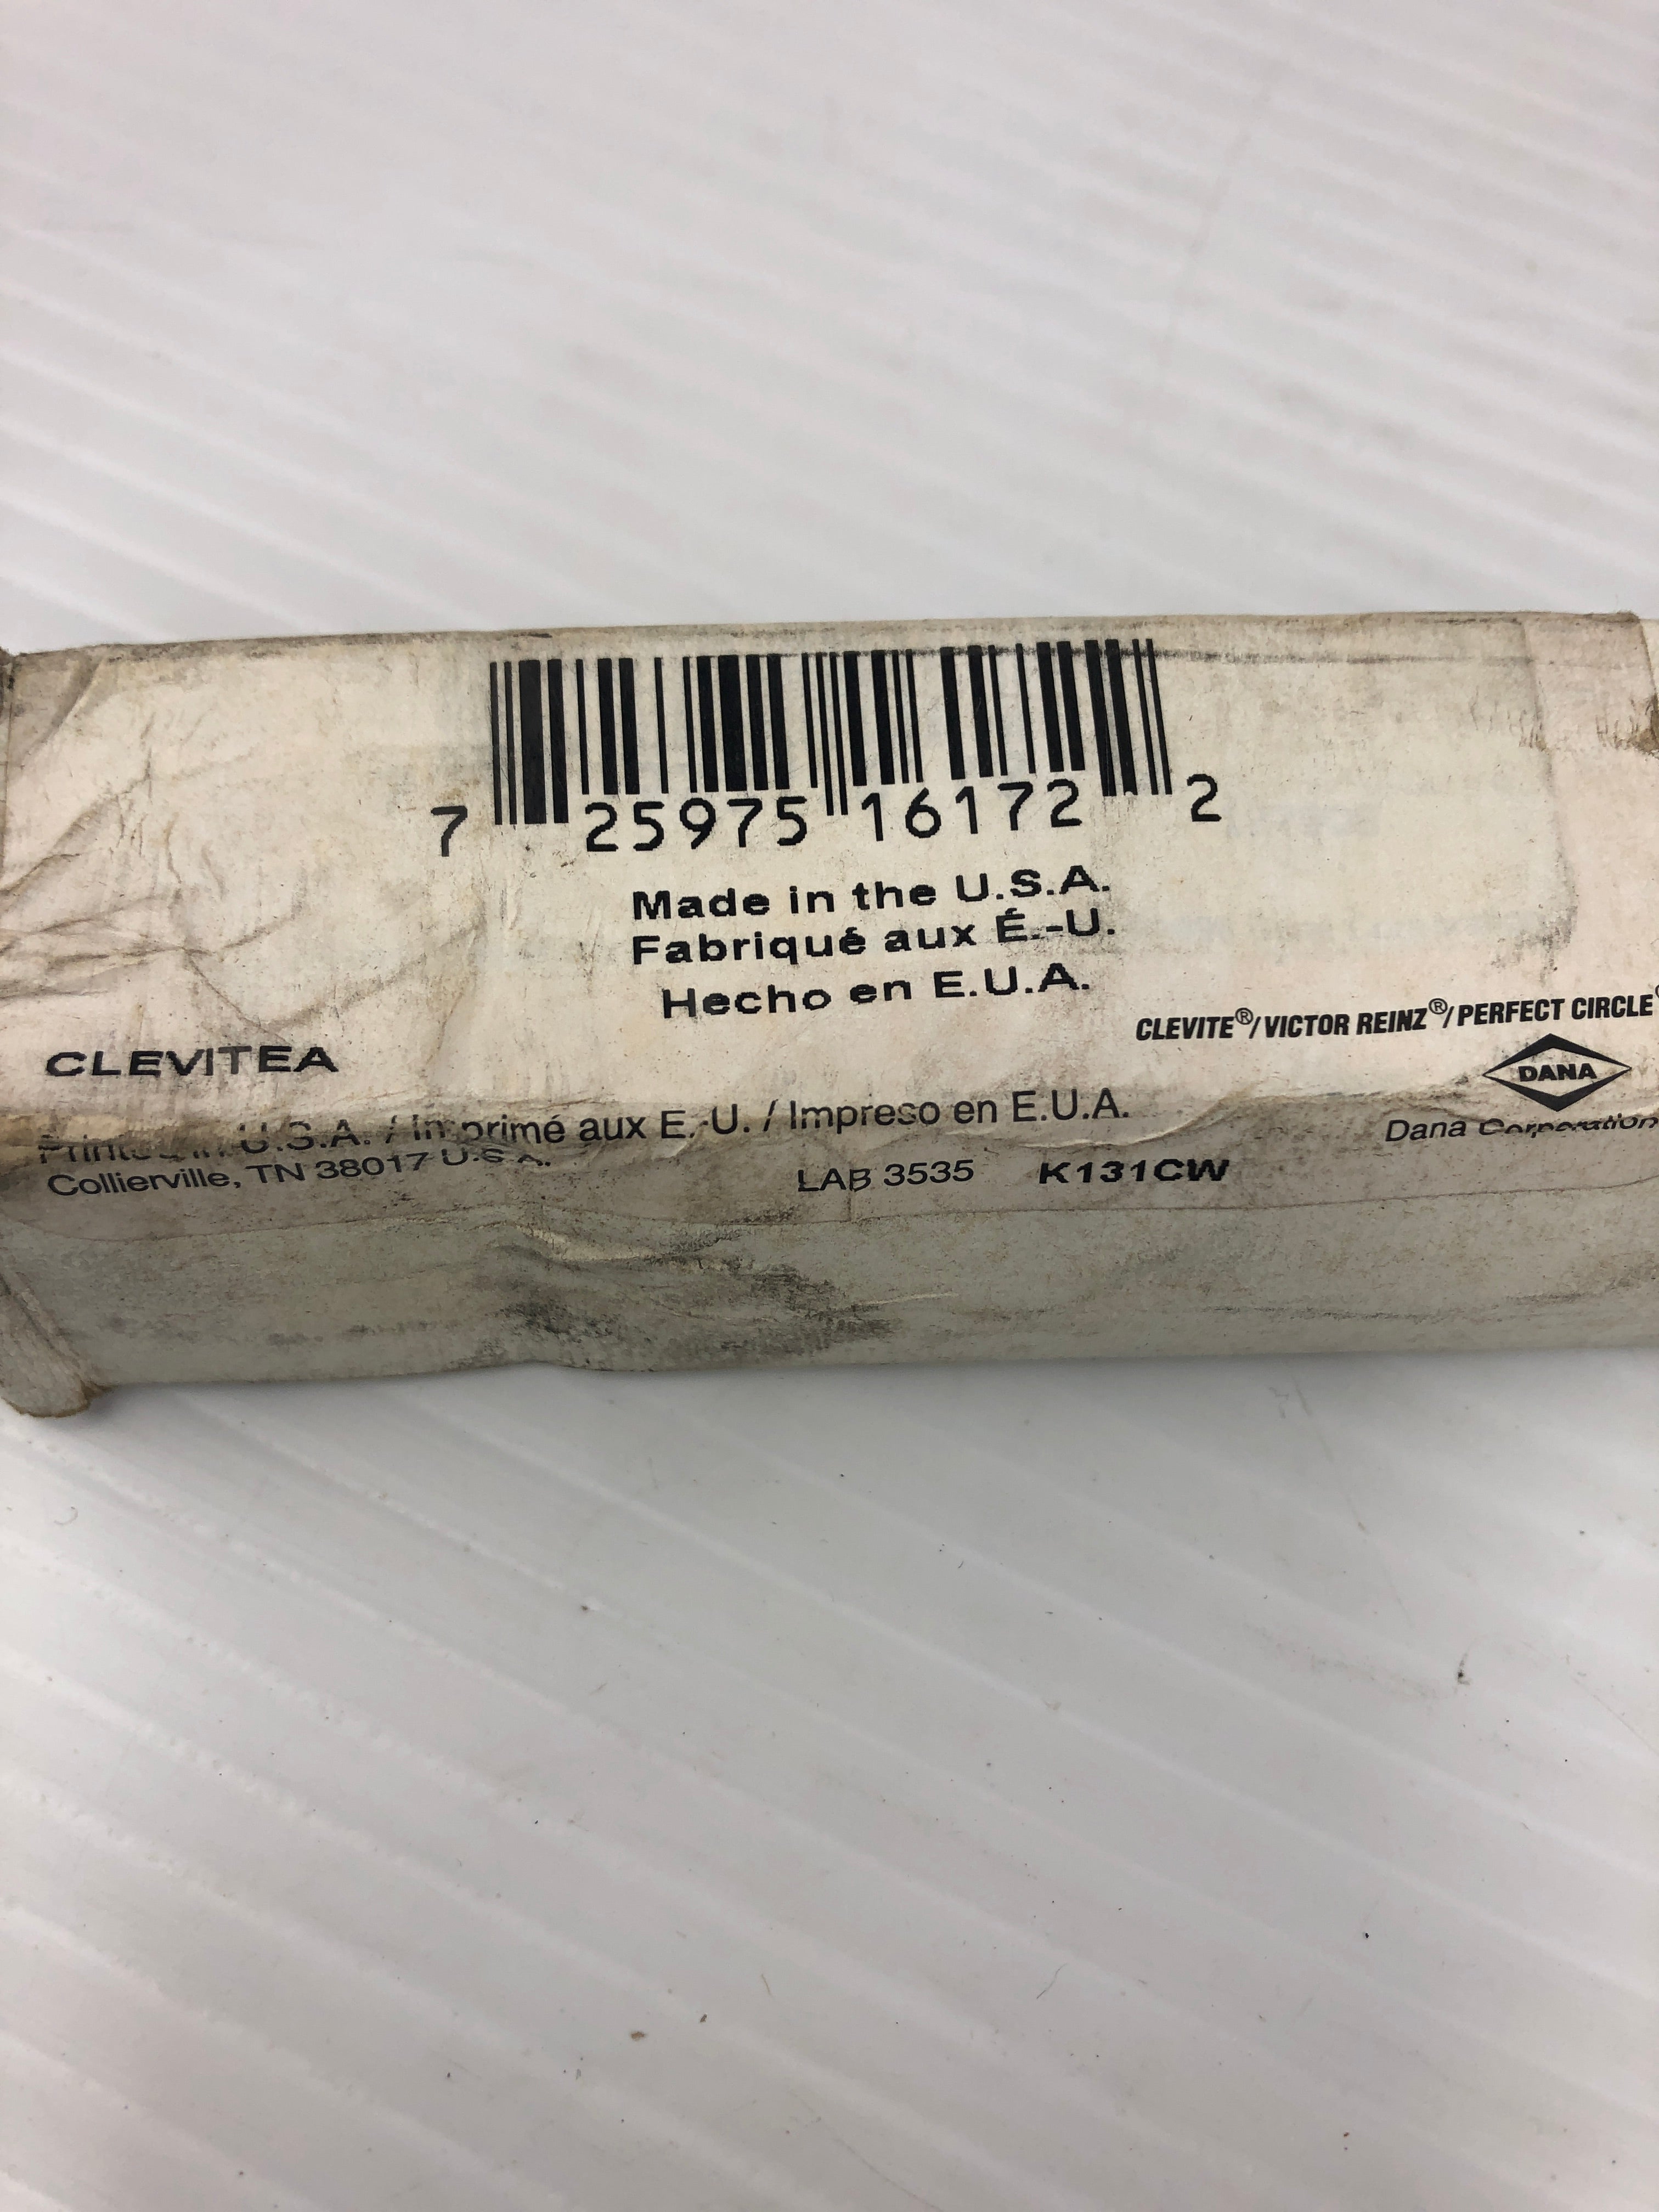 7 25975 16172 2
Made in the U.S.A.
Fabriqué aux É.-U.
Hecho en E.U.A.
CLEVITE®/VICTOR REINZ®/PERFECT CIRCLE®
CLEVITEA
DANA
Printed in U.S.A. / Imprimé aux E.-U. / Impreso en E.U.A.
Dana Corporation
Collierville, TN 38017 U.S.A.
LAB 3535 K131CW